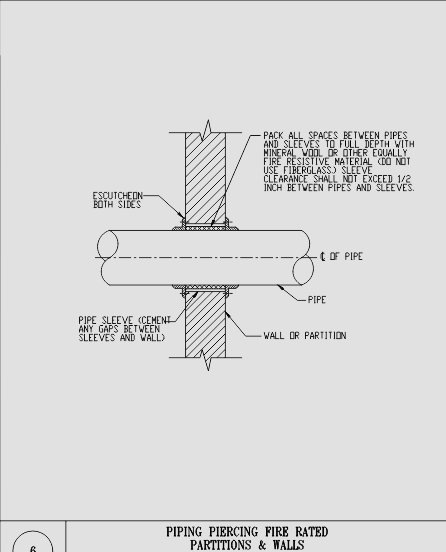 PACK ALL SPACES BETWEEN PIPES
AND SLEEVES TO FULL DEPTH WITH
MINERAL WOOL OR OTHER EQUALLY
FIRE RESISTIVE MATERIAL (DO NOT
USE FIBERGLASS.) SLEEVE
CLEARANCE SHALL NOT EXCEED 1/2
INCH BETWEEN PIPES AND SLEEVES.
ESCUTCHEON
BOTH SIDES
℄ OF PIPE
PIPE
PIPE SLEEVE (CEMENT
ANY GAPS BETWEEN
SLEEVES AND WALL)
WALL OR PARTITION
6
PIPING PIERCING FIRE RATED
PARTITIONS & WALLS